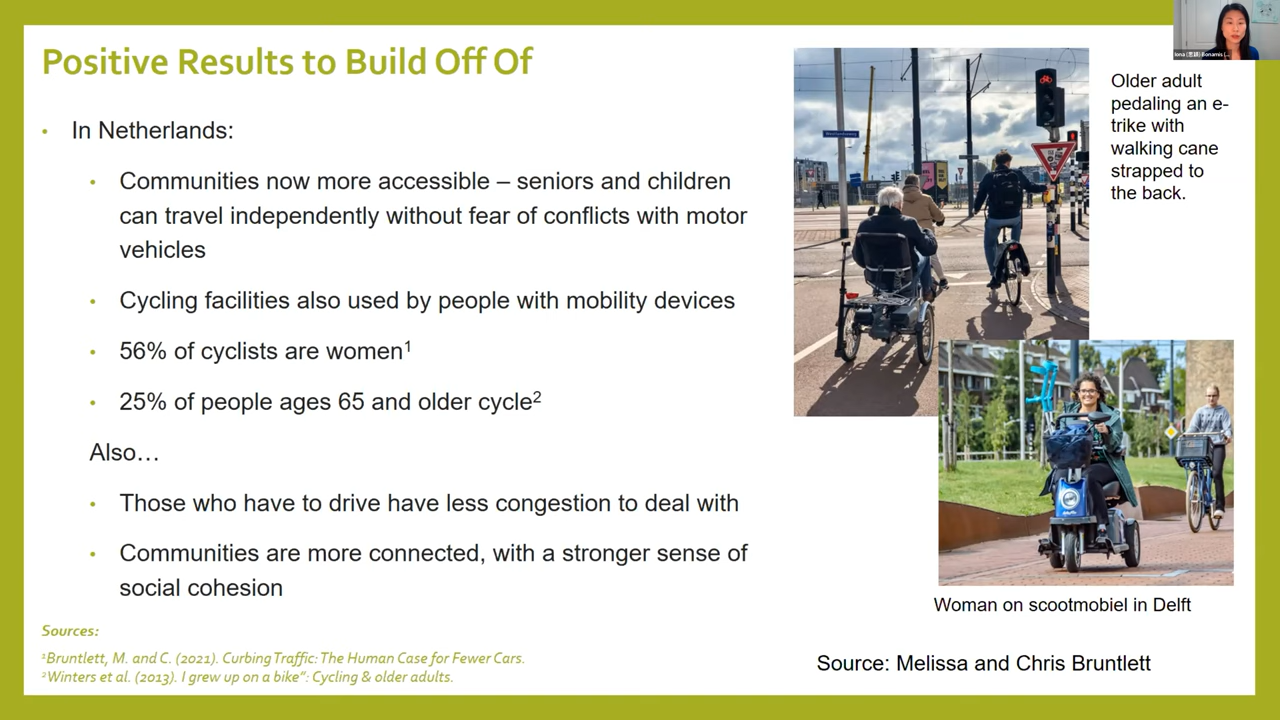 Positive Results to Build Off Of
• In Netherlands:
• Communities now more accessible – seniors and children
can travel independently without fear of conflicts with motor
vehicles
• Cycling facilities also used by people with mobility devices
• 56% of cyclists are women¹
• 25% of people ages 65 and older cycle²
Also…
• Those who have to drive have less congestion to deal with
• Communities are more connected, with a stronger sense of
social cohesion
Sources:
¹Bruntlett, M. and C. (2021). Curbing Traffic: The Human Case for Fewer Cars.
²Winters et al. (2013). I grew up on a bike”: Cycling & older adults.
Older adult
pedaling an e-
trike with
walking cane
strapped to
the back.
Woman on scootmobiel in Delft
Source: Melissa and Chris Bruntlett